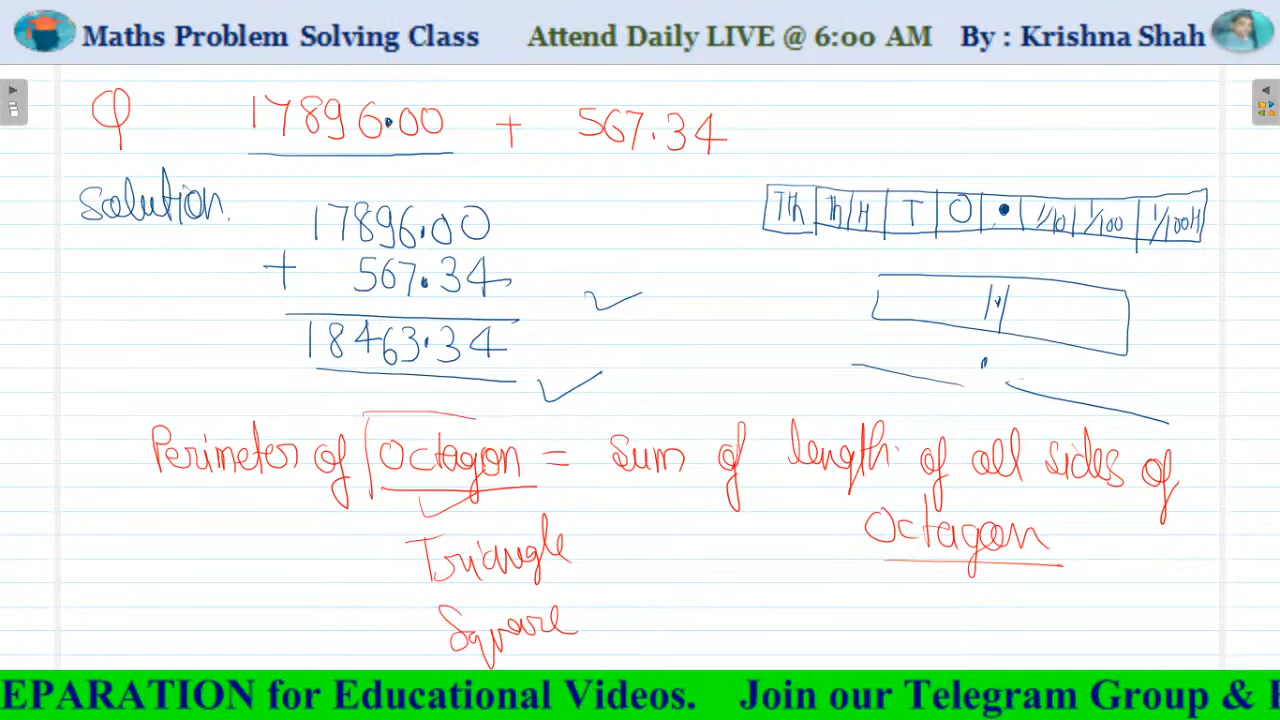 Maths Problem Solving Class Attend Daily LIVE @ 6:00 AM By : Krishna Shah
Q 17896.00 + 567.34
Solution.
17896.00
+ 567.34
18463.34
Tth th H T O • 1/10 1/100 1/100H
Perimeter of Octagon = Sum of length of all sides of
Octagon
Triangle
Square
EPARATION for Educational Videos. Join our Telegram Group &